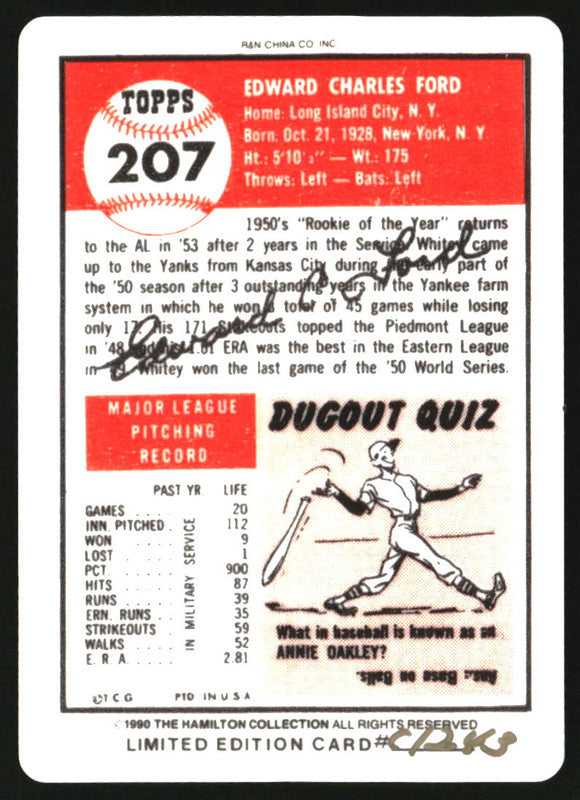 R&N CHINA CO INC
TOPPS
207
EDWARD CHARLES FORD
Home: Long Island City, N. Y.
Born: Oct. 21, 1928, New York, N. Y.
Ht.: 5'10½" — Wt.: 175
Throws: Left — Bats: Left
1950's "Rookie of the Year" returns
to the AL in '53 after 2 years in the Service. Whitey came
up to the Yanks from Kansas City during the early part of
the '50 season after 3 outstanding years in the Yankee farm
system in which he won a total of 45 games while losing
only 17. His 171 Strikeouts topped the Piedmont League
in '48 and his 1.61 ERA was the best in the Eastern League
in '49. Whitey won the last game of the '50 World Series.
Edward C. Ford
MAJOR LEAGUE
PITCHING
RECORD
PAST YR. LIFE
GAMES . . . . 20
INN. PITCHED . 112
WON . . . . 9
LOST . . . . 1
PCT . . . . 900
HITS . . . . 87
RUNS . . . . 39
ERN. RUNS . . 35
STRIKEOUTS . . 59
WALKS . . . 52
E. R. A. . . . 2.81
IN MILITARY SERVICE
DUGOUT QUIZ
What in baseball is known as an
ANNIE OAKLEY?
Ans.: Base on Balls.
©T C G PTD IN U.S.A
©1990 THE HAMILTON COLLECTION ALL RIGHTS RESERVED
LIMITED EDITION CARD#